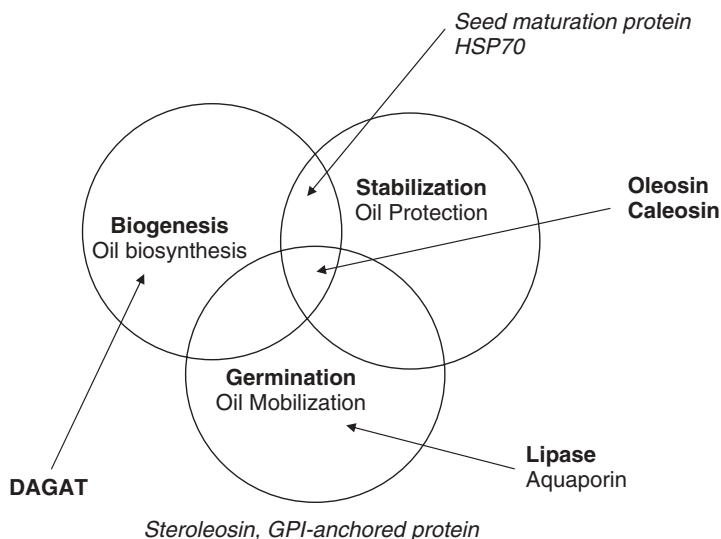 Seed maturation protein
HSP70
Stabilization
Oil Protection
Oleosin
Caleosin
Biogenesis
Oil biosynthesis
Germination
Oil Mobilization
Lipase
Aquaporin
DAGAT
Steroleosin, GPI-anchored protein